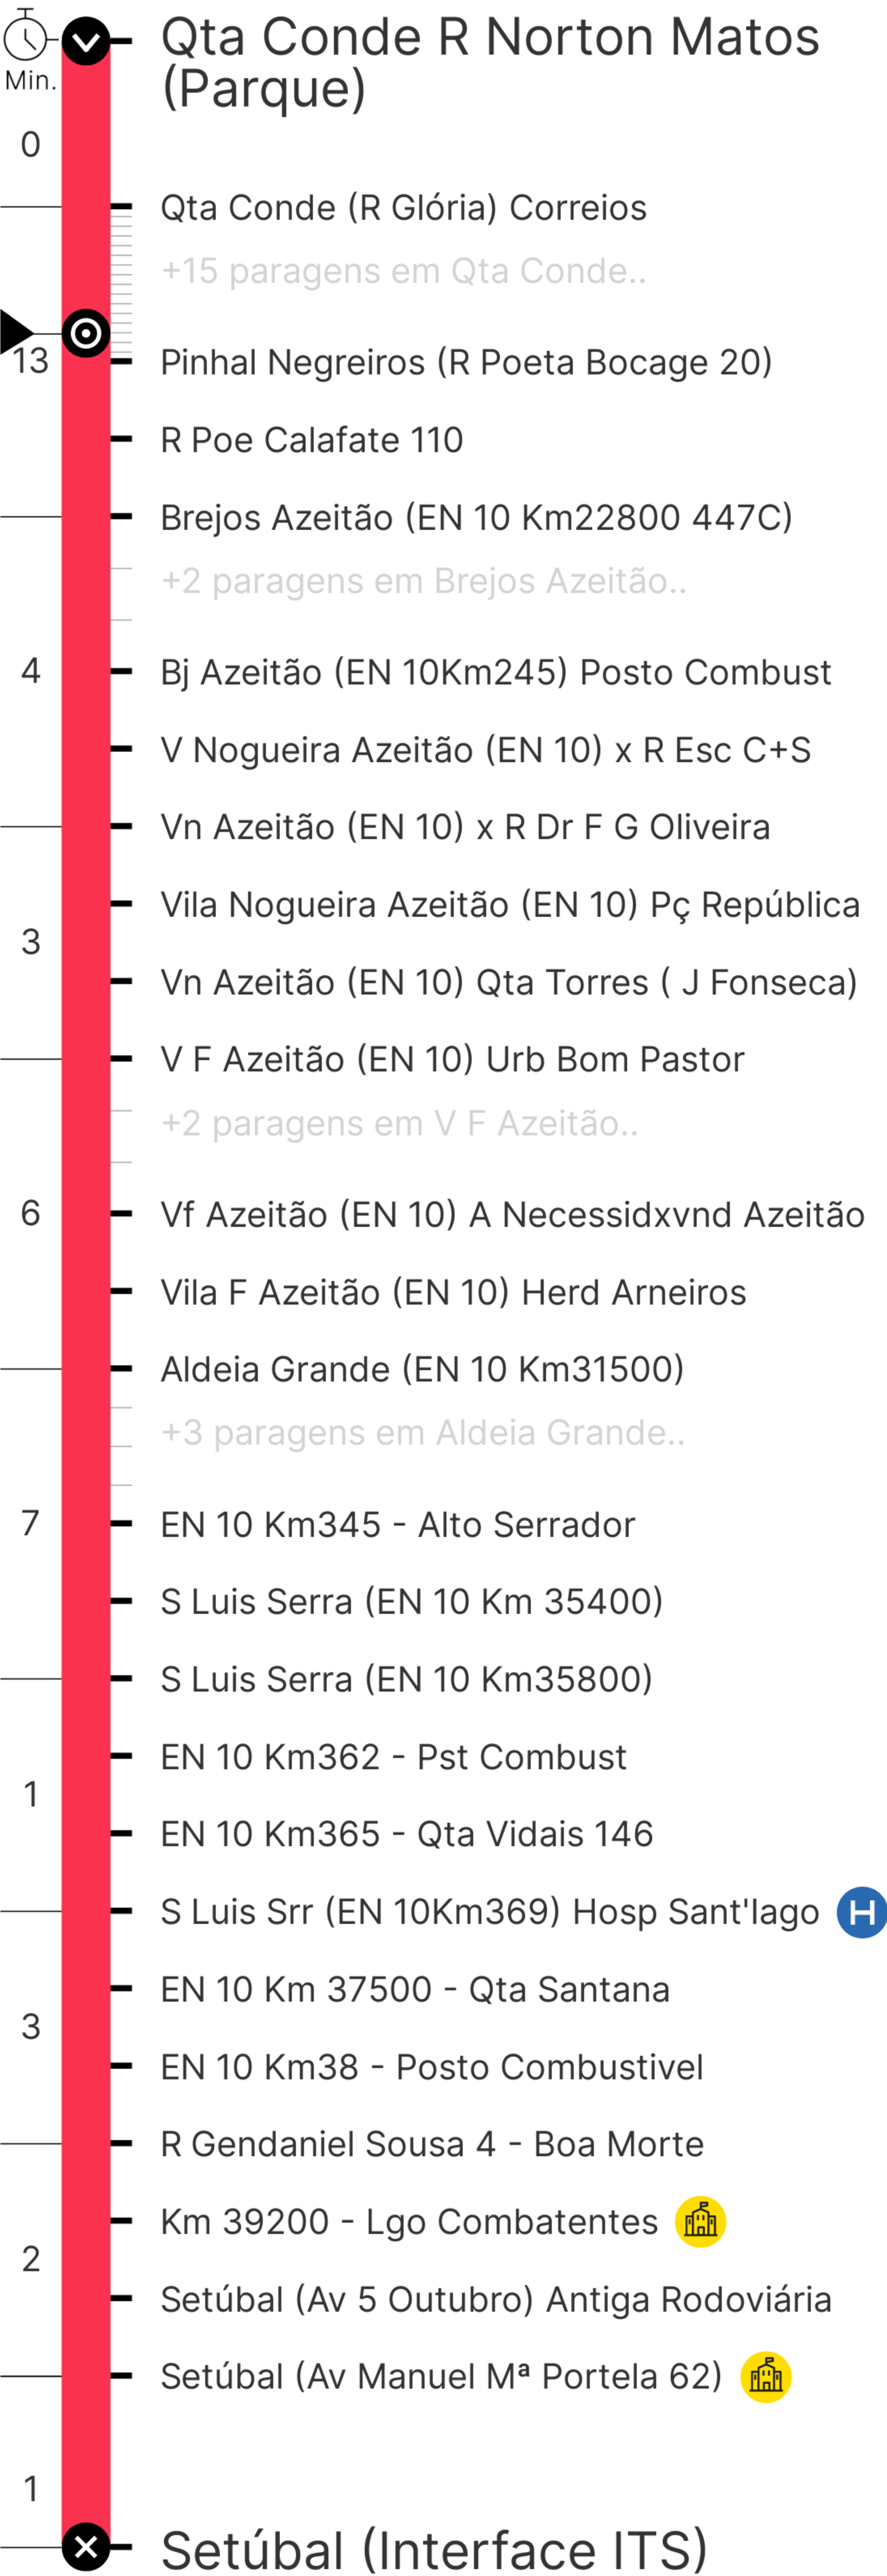 Qta Conde R Norton Matos
(Parque)
Min.
0
Qta Conde (R Glória) Correios
+15 paragens em Qta Conde..
13
Pinhal Negreiros (R Poeta Bocage 20)
R Poe Calafate 110
Brejos Azeitão (EN 10 Km22800 447C)
+2 paragens em Brejos Azeitão..
4
Bj Azeitão (EN 10Km245) Posto Combust
V Nogueira Azeitão (EN 10) x R Esc C+S
Vn Azeitão (EN 10) x R Dr F G Oliveira
Vila Nogueira Azeitão (EN 10) Pç República
3
Vn Azeitão (EN 10) Qta Torres ( J Fonseca)
V F Azeitão (EN 10) Urb Bom Pastor
+2 paragens em V F Azeitão..
6
Vf Azeitão (EN 10) A Necessidxvnd Azeitão
Vila F Azeitão (EN 10) Herd Arneiros
Aldeia Grande (EN 10 Km31500)
+3 paragens em Aldeia Grande..
7
EN 10 Km345 - Alto Serrador
S Luis Serra (EN 10 Km 35400)
S Luis Serra (EN 10 Km35800)
EN 10 Km362 - Pst Combust
1
EN 10 Km365 - Qta Vidais 146
S Luis Srr (EN 10Km369) Hosp Sant'Iago H
EN 10 Km 37500 - Qta Santana
3
EN 10 Km38 - Posto Combustivel
R Gendaniel Sousa 4 - Boa Morte
Km 39200 - Lgo Combatentes
2
Setúbal (Av 5 Outubro) Antiga Rodoviária
Setúbal (Av Manuel Mª Portela 62)
1
Setúbal (Interface ITS)